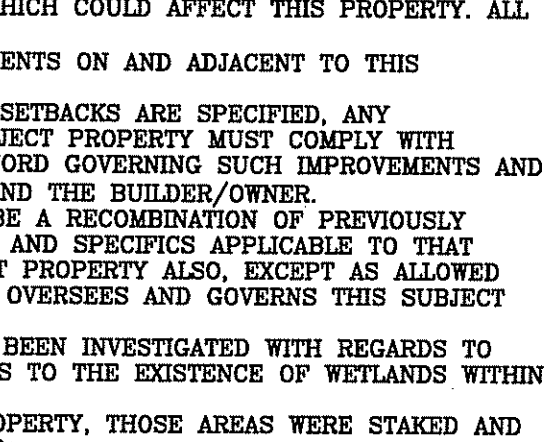 WHICH COULD AFFECT THIS PROPERTY. ALL
ENTS ON AND ADJACENT TO THIS
SETBACKS ARE SPECIFIED, ANY
JECT PROPERTY MUST COMPLY WITH
ORD GOVERNING SUCH IMPROVEMENTS AND
ND THE BUILDER/OWNER.
BE A RECOMBINATION OF PREVIOUSLY
AND SPECIFICS APPLICABLE TO THAT
T PROPERTY ALSO, EXCEPT AS ALLOWED
OVERSEES AND GOVERNS THIS SUBJECT
BEEN INVESTIGATED WITH REGARDS TO
S TO THE EXISTENCE OF WETLANDS WITHIN
OPERTY, THOSE AREAS WERE STAKED AND